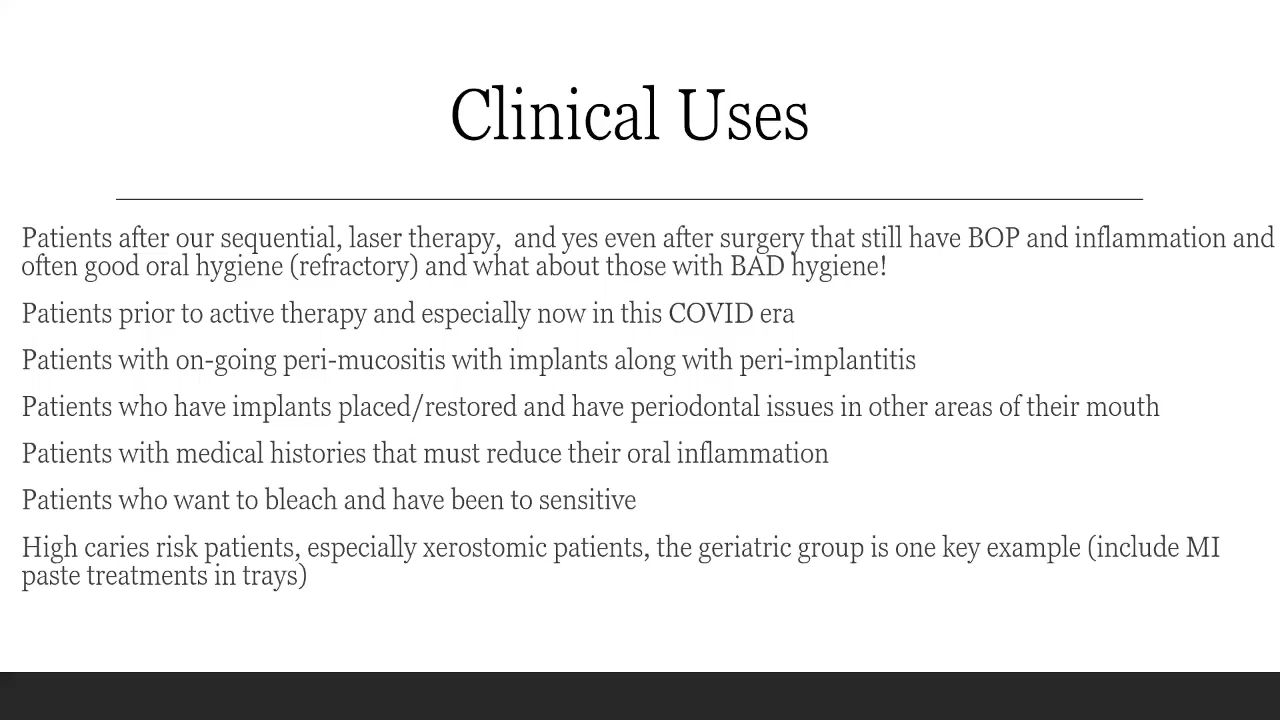 Clinical Uses
Patients after our sequential, laser therapy,  and yes even after surgery that still have BOP and inflammation and
often good oral hygiene (refractory) and what about those with BAD hygiene!
Patients prior to active therapy and especially now in this COVID era
Patients with on-going peri-mucositis with implants along with peri-implantitis
Patients who have implants placed/restored and have periodontal issues in other areas of their mouth
Patients with medical histories that must reduce their oral inflammation
Patients who want to bleach and have been to sensitive
High caries risk patients, especially xerostomic patients, the geriatric group is one key example (include MI
paste treatments in trays)